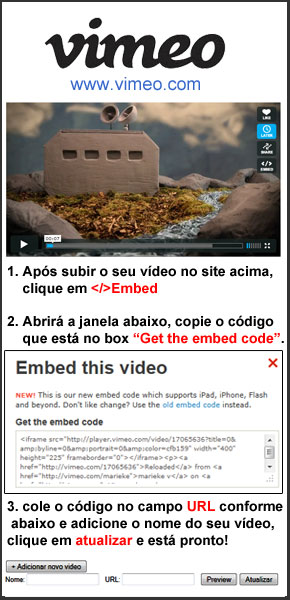 vimeo
www.vimeo.com
LIKE
LATER
SHARE
EMBED
00:07
1. Após subir o seu vídeo no site acima,
clique em </>Embed
2. Abrirá a janela abaixo, copie o código
que está no box “Get the embed code”.
Embed this video
NEW! This is our new embed code which supports iPad, iPhone, Flash
and beyond. Don't like change? Use the old embed code instead.
Get the embed code
<iframe src="http://player.vimeo.com/video/17065636?title=0&
amp;byline=0&amp;portrait=0&amp;color=cfb159" width="400"
height="225" frameborder="0"></iframe><p><a
href="http://vimeo.com/17065636">Reloaded</a> from <a
href="http://vimeo.com/marieke">marieke v</a> on <a
3. cole o código no campo URL conforme
abaixo e adicione o nome do seu vídeo,
clique em atualizar e está pronto!
+ Adicionar novo video
Nome: URL: Preview Atualizar